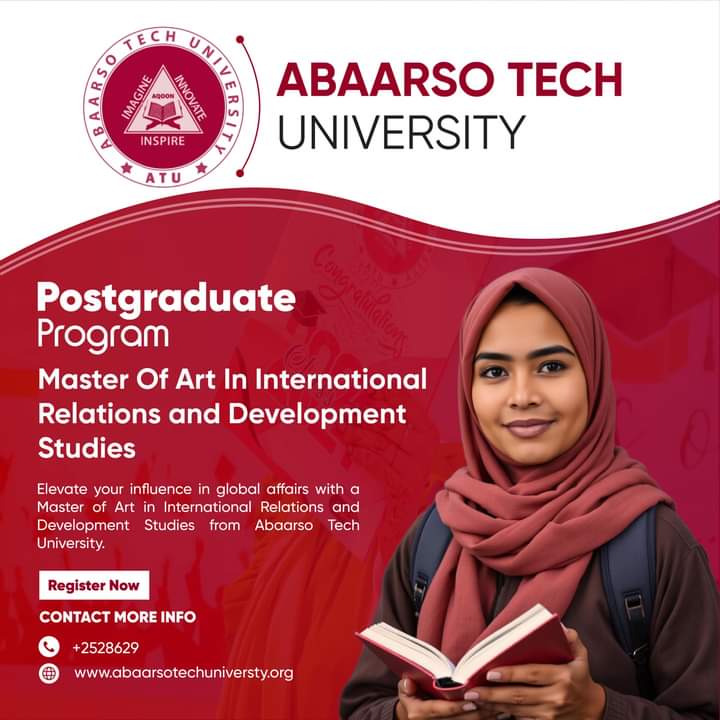 ABAARSO TECH UNIVERSITY
IMAGINE
INNOVATE
AQOON
INSPIRE
ATU
ABAARSO TECH
UNIVERSITY
Congratulations
Postgraduate
Program
Master Of Art In International
Relations and Development
Studies
Elevate your influence in global affairs with a
Master of Art in International Relations and
Development Studies from Abaarso Tech
University.
Register Now
CONTACT MORE INFO
+2528629
www.abaarsotechuniversty.org